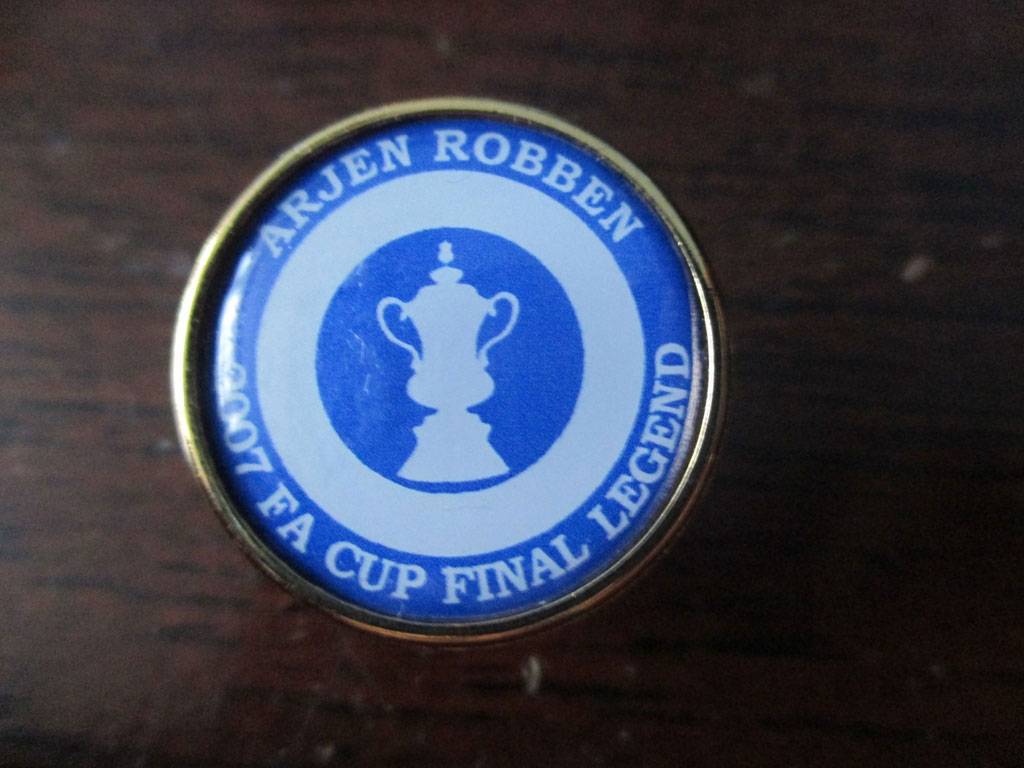 ARJEN ROBBEN
2007 FA CUP FINAL LEGEND